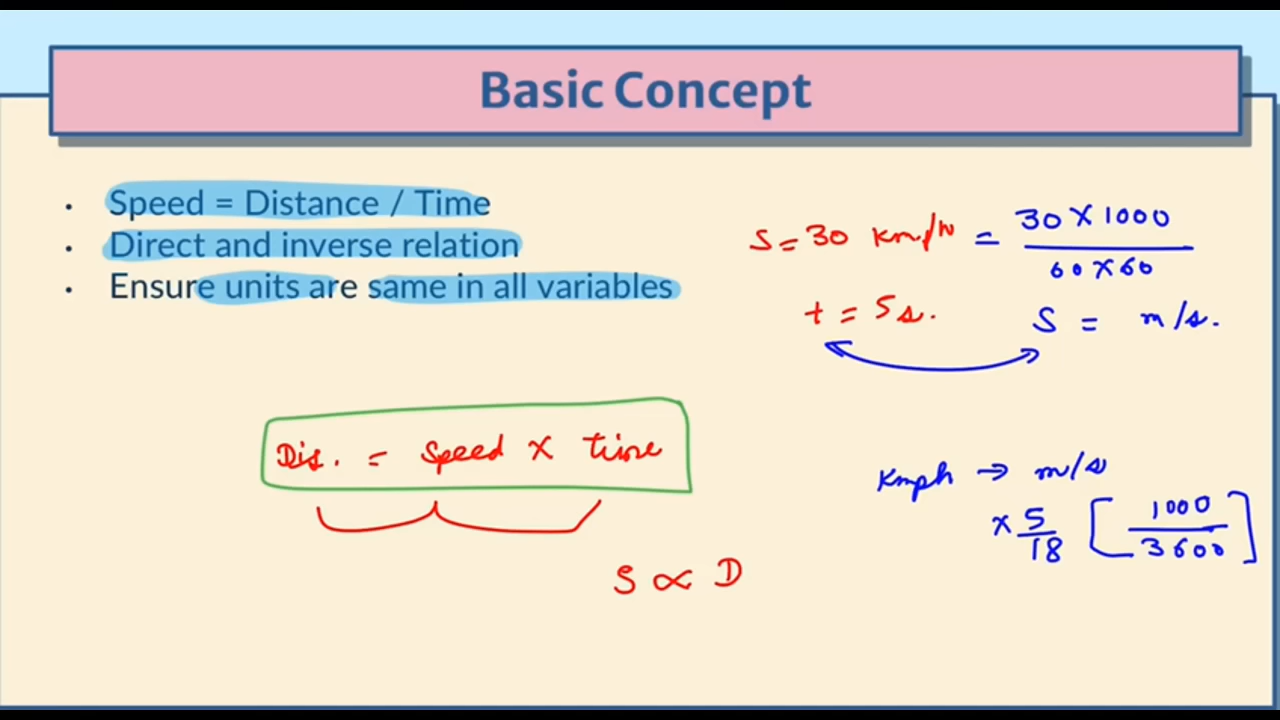 Basic Concept
• Speed = Distance / Time
• Direct and inverse relation
• Ensure units are same in all variables
S = 30 km/h = 30 × 1000 / 60 × 60
t = 5s. S = m/s.
Dis. = Speed × time
S ∝ D
Kmph → m/s
× 5/18 [1000/3600]